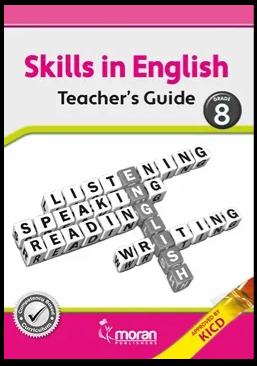 Skills in English
Teacher's Guide
GRADE
8
LISTENING
SPEAKING
READING
WRITING
ENGLISH
Competency Based
Curriculum
moran
PUBLISHERS
APPROVED BY
KICD